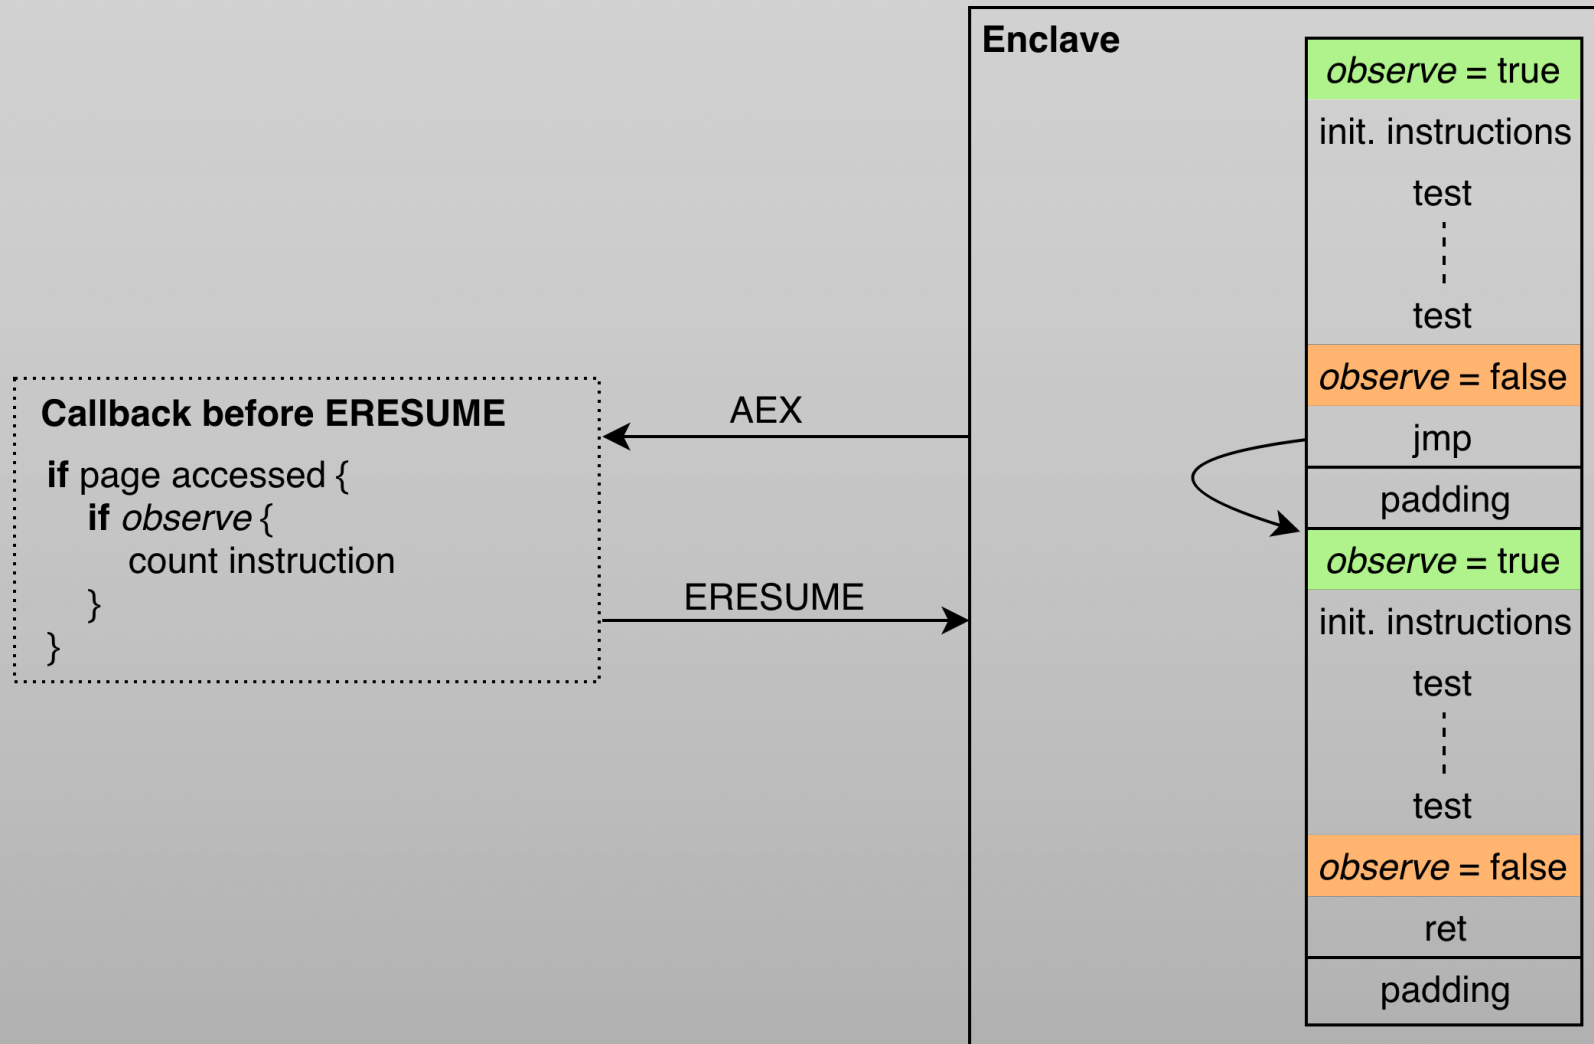 Callback before ERESUME
if page accessed {
if observe {
count instruction
}
}
AEX
ERESUME
Enclave
observe = true
init. instructions
test
test
observe = false
jmp
padding
observe = true
init. instructions
test
test
observe = false
ret
padding